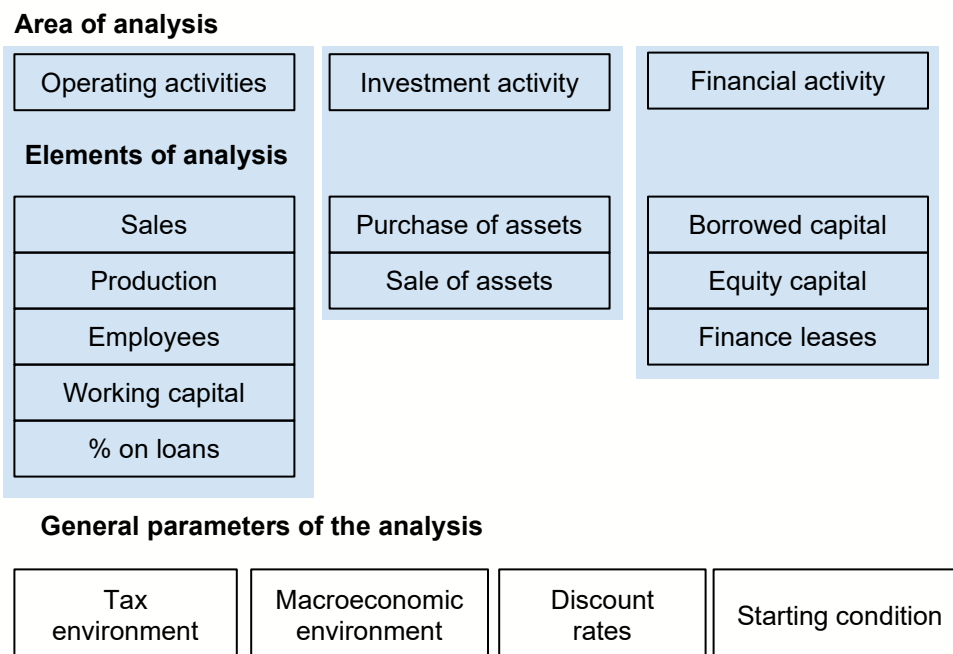 Area of analysis
Operating activities
Investment activity
Financial activity
Elements of analysis
Sales
Production
Employees
Working capital
% on loans
Purchase of assets
Sale of assets
Borrowed capital
Equity capital
Finance leases
General parameters of the analysis
Tax
environment
Macroeconomic
environment
Discount
rates
Starting condition